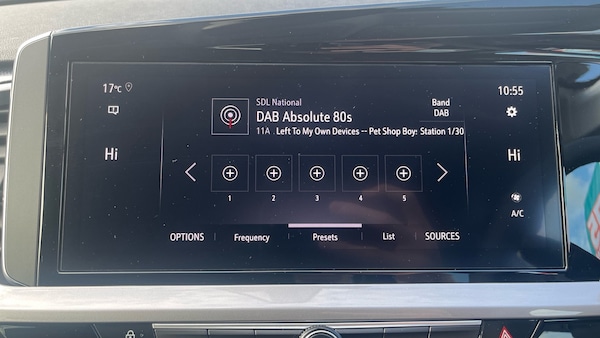 17°C
10:55
SDL National
DAB Absolute 80s
Band
DAB
11A . Left To My Own Devices -- Pet Shop Boy: Station 1/30
Hi
Hi
1 2 3 4 5
A/C
OPTIONS Frequency Presets List SOURCES